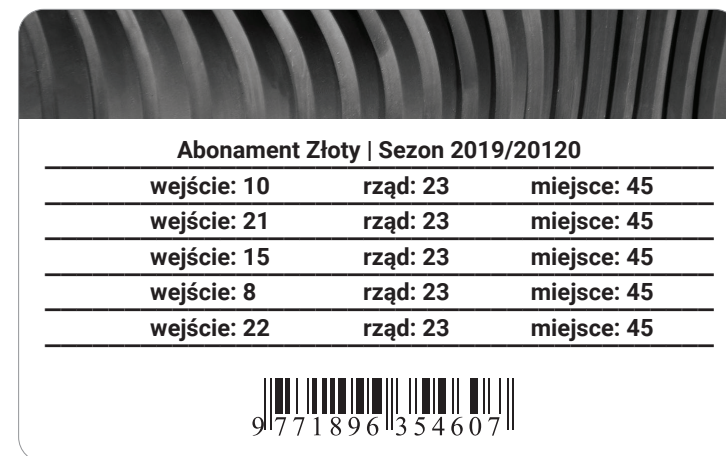 Abonament Złoty | Sezon 2019/20120
wejście: 10 rząd: 23 miejsce: 45
wejście: 21 rząd: 23 miejsce: 45
wejście: 15 rząd: 23 miejsce: 45
wejście: 8 rząd: 23 miejsce: 45
wejście: 22 rząd: 23 miejsce: 45
9 771896 354607